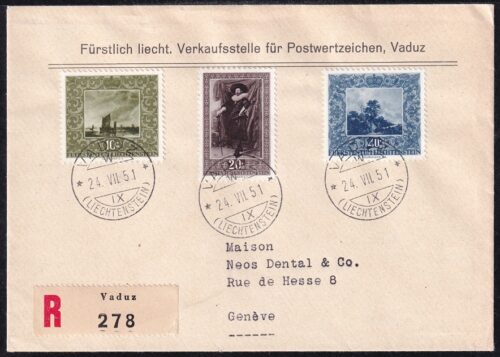 Fürstlich liecht. Verkaufsstelle für Postwertzeichen, Vaduz
10
20
40
24. VII. 51
IX
(LIECHTENSTEIN)
24. VII. 51
IX
(LIECHTENSTEIN)
24. VII. 51
IX
(LIECHTENSTEIN)
Maison
Neos Dental & Co.
Rue de Hesse 8
Genève
R
Vaduz
278